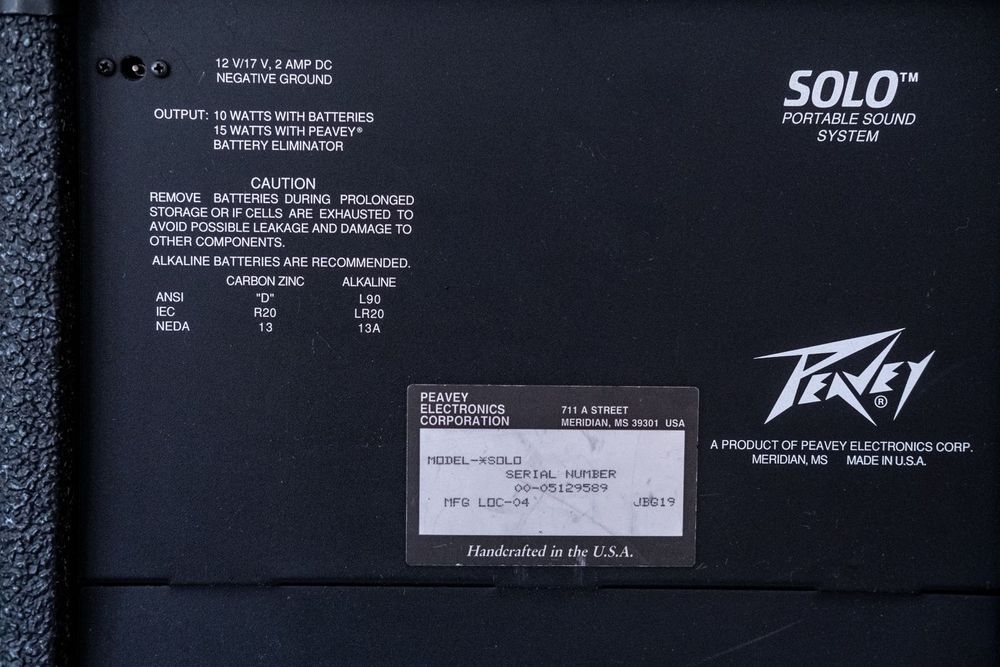 12 V/17 V, 2 AMP DC
NEGATIVE GROUND
OUTPUT: 10 WATTS WITH BATTERIES
15 WATTS WITH PEAVEY®
BATTERY ELIMINATOR
CAUTION
REMOVE BATTERIES DURING PROLONGED
STORAGE OR IF CELLS ARE EXHAUSTED TO
AVOID POSSIBLE LEAKAGE AND DAMAGE TO
OTHER COMPONENTS.
ALKALINE BATTERIES ARE RECOMMENDED.
CARBON ZINC ALKALINE
ANSI "D" L90
IEC R20 LR20
NEDA 13 13A
SOLO™
PORTABLE SOUND
SYSTEM
PEAVEY®
A PRODUCT OF PEAVEY ELECTRONICS CORP.
MERIDIAN, MS MADE IN U.S.A.
PEAVEY
ELECTRONICS
CORPORATION
711 A STREET
MERIDIAN, MS 39301 USA
MODEL-*SOLO
SERIAL NUMBER
00-05129589
MFG LOC-04 JBG19
Handcrafted in the U.S.A.